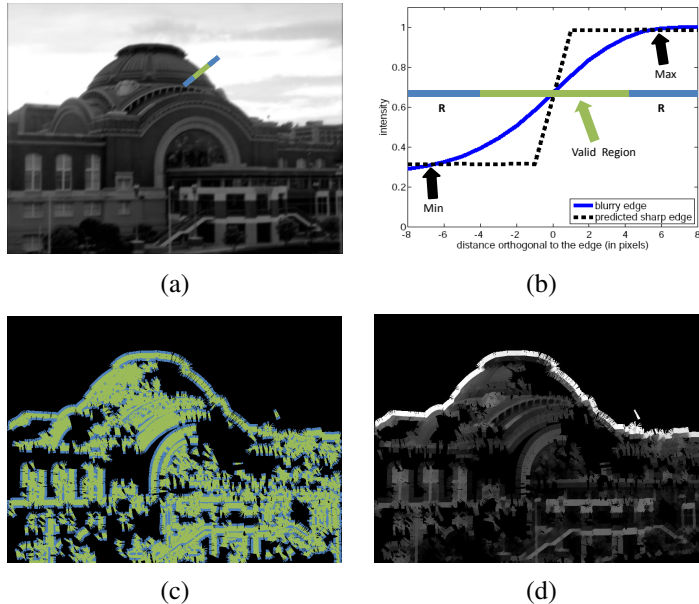 (a)
1
0.8
0.6
0.4
0.2
0
intensity
-8 -6 -4 -2 0 2 4 6 8
distance orthogonal to the edge (in pixels)
Max
R
R
Valid Region
Min
blurry edge
predicted sharp edge
(b)
(c)
(d)